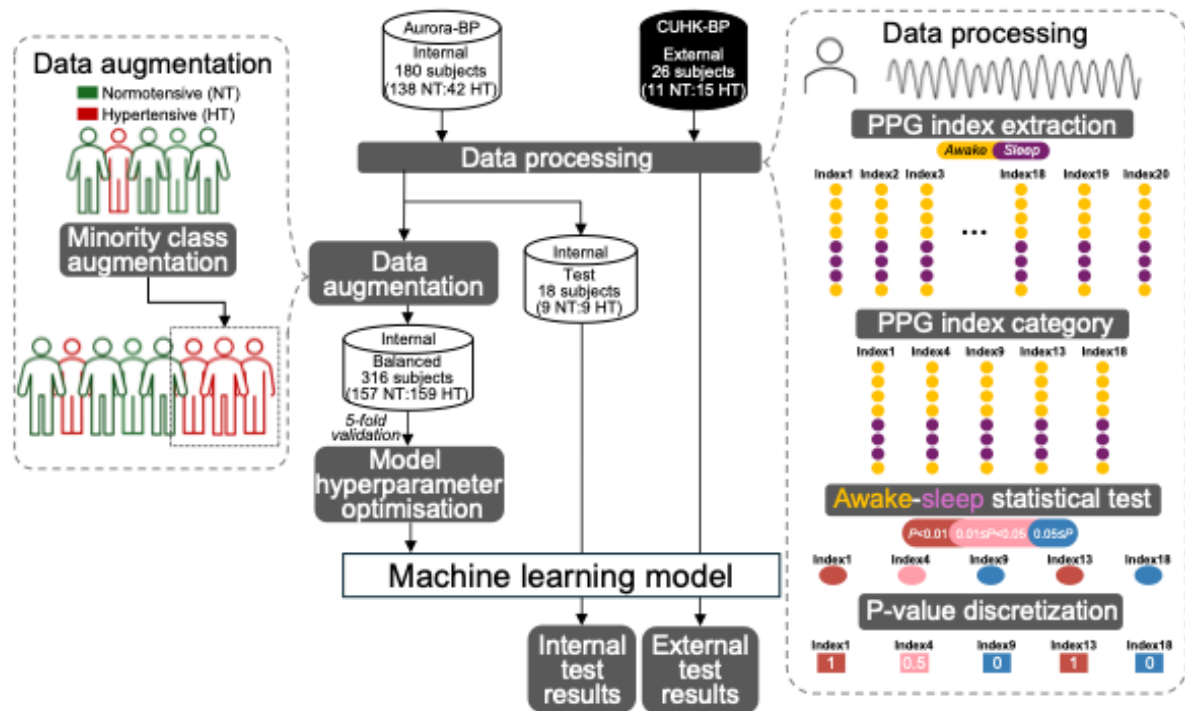 Data augmentation
Normotensive (NT)
Hypertensive (HT)
Minority class
augmentation
Aurora-BP
Internal
180 subjects
(138 NT:42 HT)
CUHK-BP
External
26 subjects
(11 NT:15 HT)
Data processing
Data
augmentation
Internal
Test
18 subjects
(9 NT:9 HT)
Internal
Balanced
316 subjects
(157 NT:159 HT)
5-fold
validation
Model
hyperparameter
optimisation
Machine learning model
Internal
test
results
External
test
results
Data processing
PPG index extraction
Awake Sleep
Index1 Index2 Index3 Index18 Index19 Index20
...
PPG index category
Index1 Index4 Index9 Index13 Index18
Awake-sleep statistical test
P<0.01 0.01≤P<0.05 0.05≤P
Index1 Index4 Index9 Index13 Index18
P-value discretization
Index1 Index4 Index9 Index13 Index18
1 0.5 0 1 0